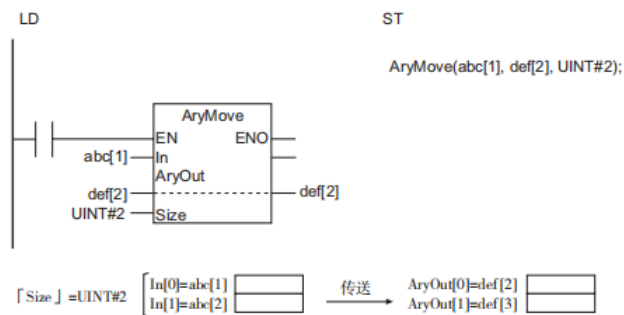 LD
ST
AryMove(abc[1], def[2], UINT#2);
AryMove
EN ENO
abc[1] In
AryOut
def[2] def[2]
UINT#2 Size
「Size」=UINT#2
In[0]=abc[1]
In[1]=abc[2]
传送
AryOut[0]=def[2]
AryOut[1]=def[3]